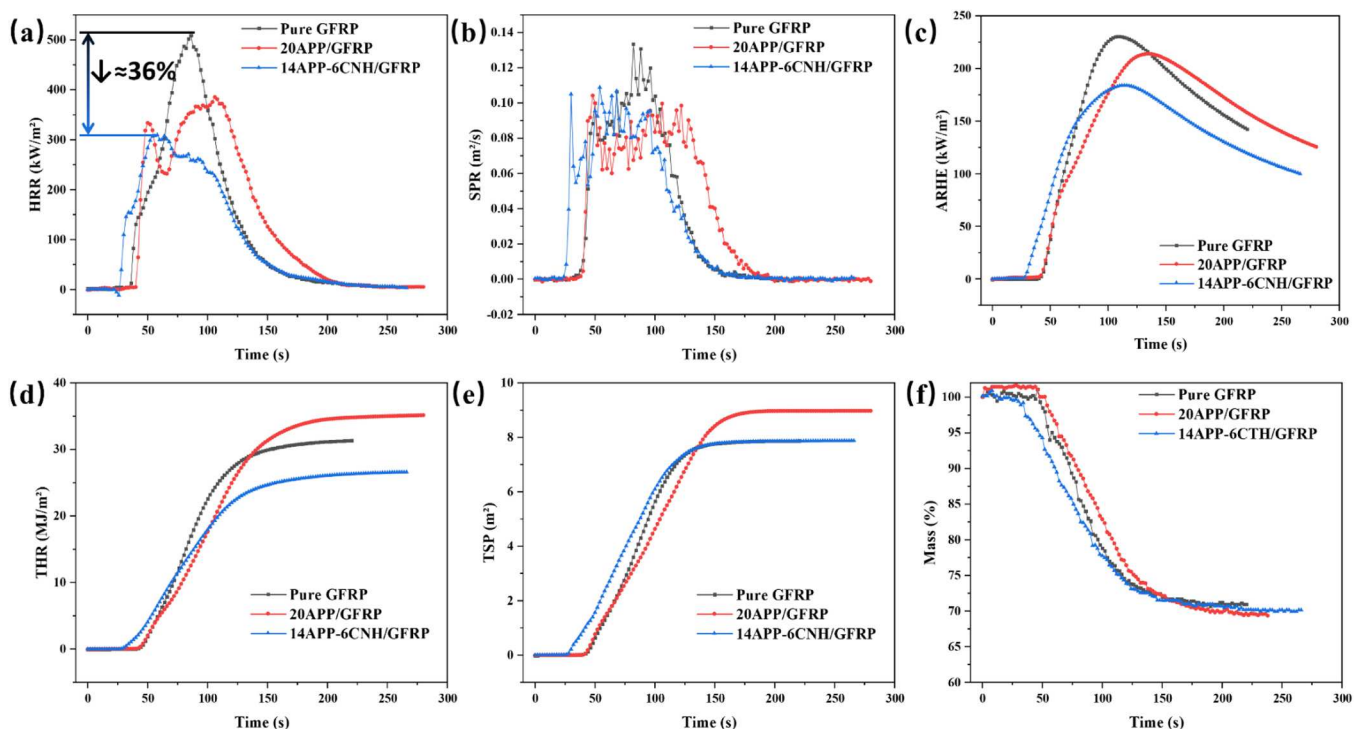 (a)
500
400
300
200
100
0
HRR (kW/m²)
↓≈36%
Pure GFRP
20APP/GFRP
14APP-6CNH/GFRP
0 50 100 150 200 250 300
Time (s)
(b)
0.14
0.12
0.10
0.08
0.06
0.04
0.02
0.00
-0.02
SPR (m²/s)
Pure GFRP
20APP/GFRP
14APP-6CNH/GFRP
0 50 100 150 200 250 300
Time (s)
(c)
250
225
200
175
150
125
100
75
50
25
0
ARHE (kW/m²)
Pure GFRP
20APP/GFRP
14APP-6CNH/GFRP
0 50 100 150 200 250 300
Time (s)
(d)
40
30
20
10
0
THR (MJ/m²)
Pure GFRP
20APP/GFRP
14APP-6CNH/GFRP
0 50 100 150 200 250 300
Time (s)
(e)
10
8
6
4
2
0
TSP (m²)
Pure GFRP
20APP/GFRP
14APP-6CNH/GFRP
0 50 100 150 200 250 300
Time (s)
(f)
100
95
90
85
80
75
70
65
60
Mass (%)
Pure GFRP
20APP/GFRP
14APP-6CTH/GFRP
0 50 100 150 200 250 300
Time (s)